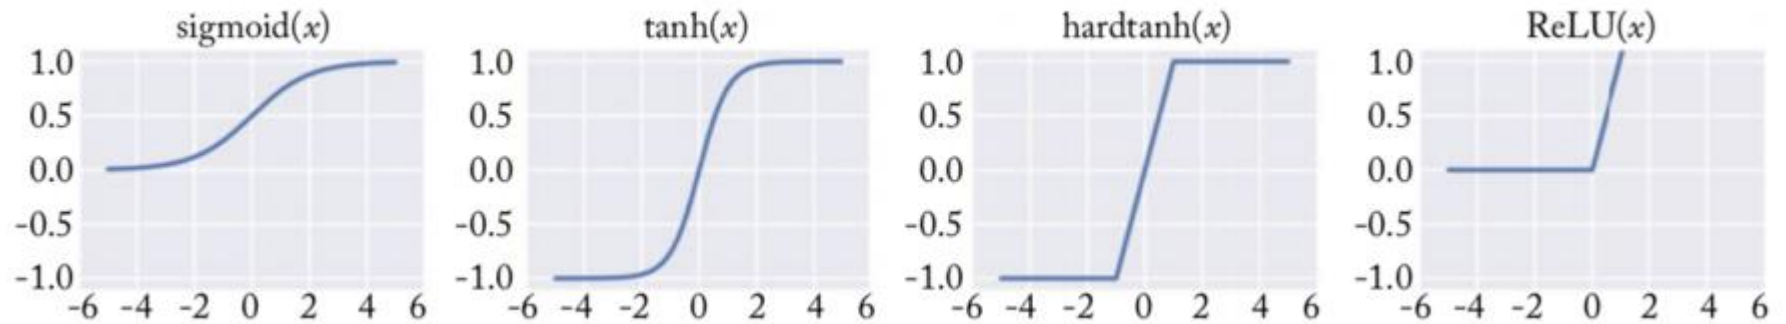 sigmoid(x) tanh(x) hardtanh(x) ReLU(x)
1.0 1.0 1.0 1.0
0.5 0.5 0.5 0.5
0.0 0.0 0.0 0.0
-0.5 -0.5 -0.5 -0.5
-1.0 -1.0 -1.0 -1.0
-6 -4 -2 0 2 4 6 -6 -4 -2 0 2 4 6 -6 -4 -2 0 2 4 6 -6 -4 -2 0 2 4 6